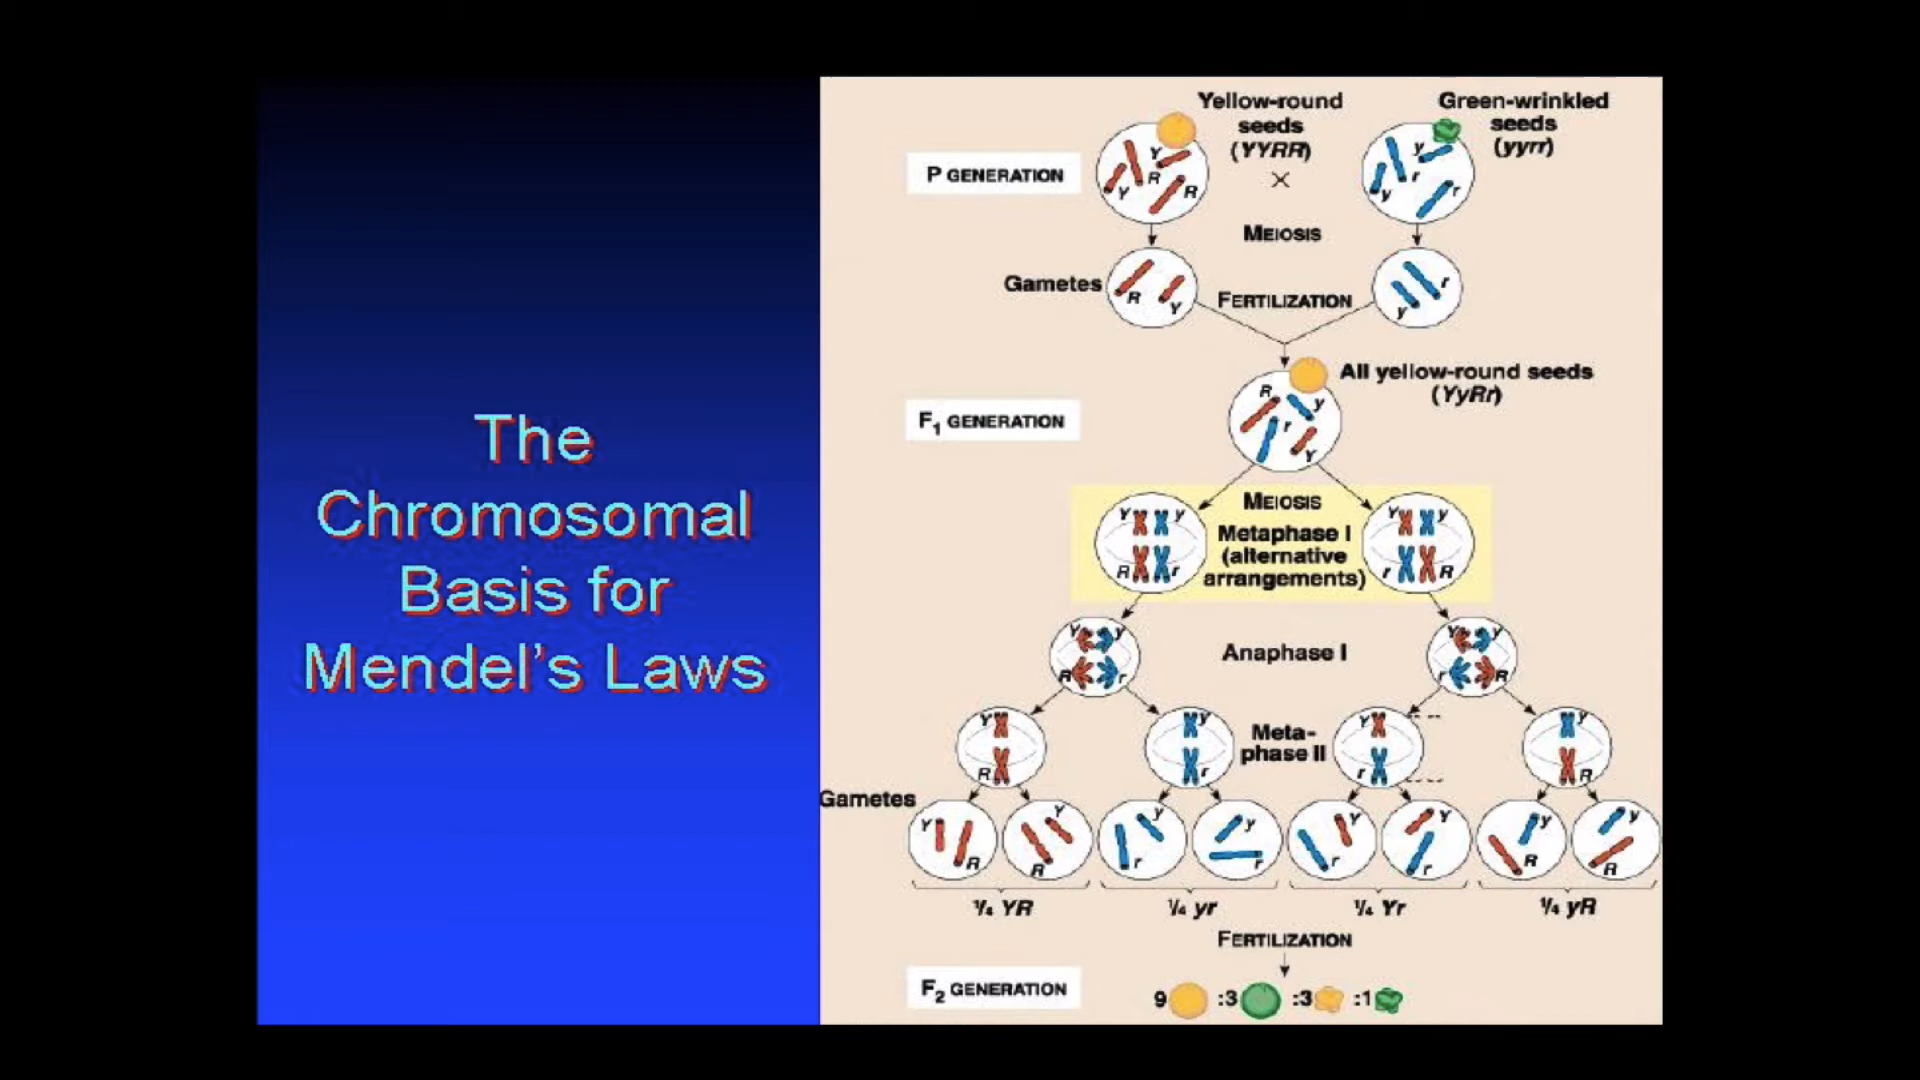 The
Chromosomal
Basis for
Mendel's Laws
Yellow-round
seeds
(YYRR)
Green-wrinkled
seeds
(yyrr)
P GENERATION
Y
R
Y
R
×
y
r
y
r
MEIOSIS
Gametes
R
Y
FERTILIZATION
r
y
All yellow-round seeds
(YyRr)
F₁ GENERATION
R
y
r
Y
MEIOSIS
Metaphase I
(alternative
arrangements)
Y y
R r
Y y
r R
Anaphase I
Y y
R r
Y y
r R
Meta-
phase II
Y
R
y
r
Y
r
y
R
Gametes
Y
R
Y
R
y
r
y
r
Y
r
Y
r
y
R
y
R
¼ YR
¼ yr
¼ Yr
¼ yR
FERTILIZATION
F₂ GENERATION
9 :3 :3 :1